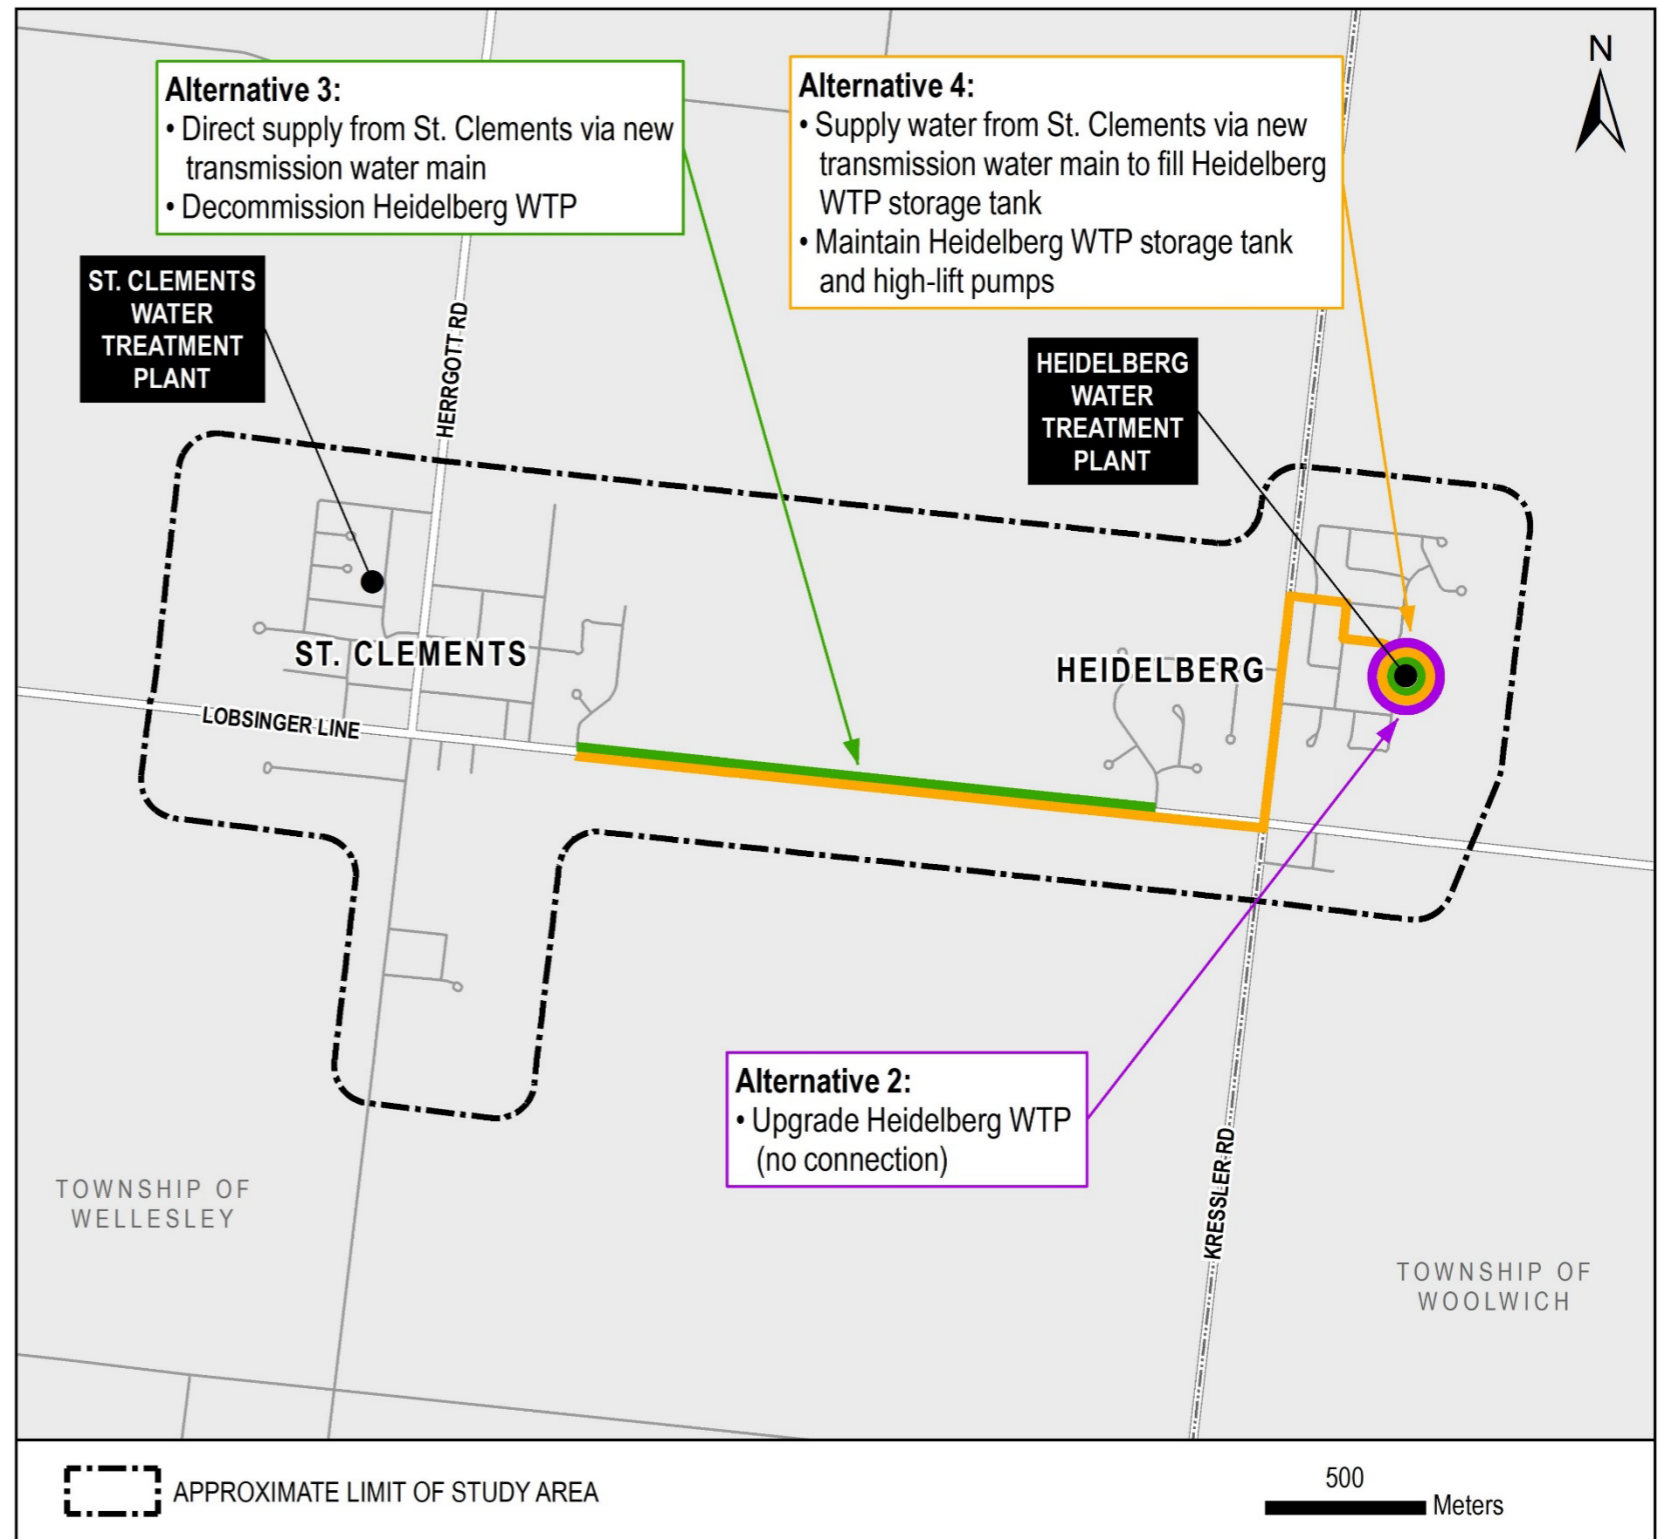 N
Alternative 3:
• Direct supply from St. Clements via new
transmission water main
• Decommission Heidelberg WTP
Alternative 4:
• Supply water from St. Clements via new
transmission water main to fill Heidelberg
WTP storage tank
• Maintain Heidelberg WTP storage tank
and high-lift pumps
ST. CLEMENTS
WATER
TREATMENT
PLANT
HERRGOTT RD
HEIDELBERG
WATER
TREATMENT
PLANT
ST. CLEMENTS
HEIDELBERG
LOBSINGER LINE
Alternative 2:
• Upgrade Heidelberg WTP
(no connection)
KRESSLER RD
TOWNSHIP OF
WELLESLEY
TOWNSHIP OF
WOOLWICH
APPROXIMATE LIMIT OF STUDY AREA
500
Meters